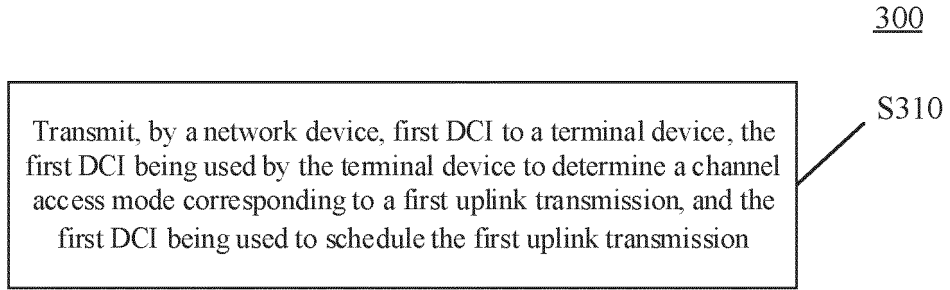 300
S310
Transmit, by a network device, first DCI to a terminal device, the
first DCI being used by the terminal device to determine a channel
access mode corresponding to a first uplink transmission, and the
first DCI being used to schedule the first uplink transmission